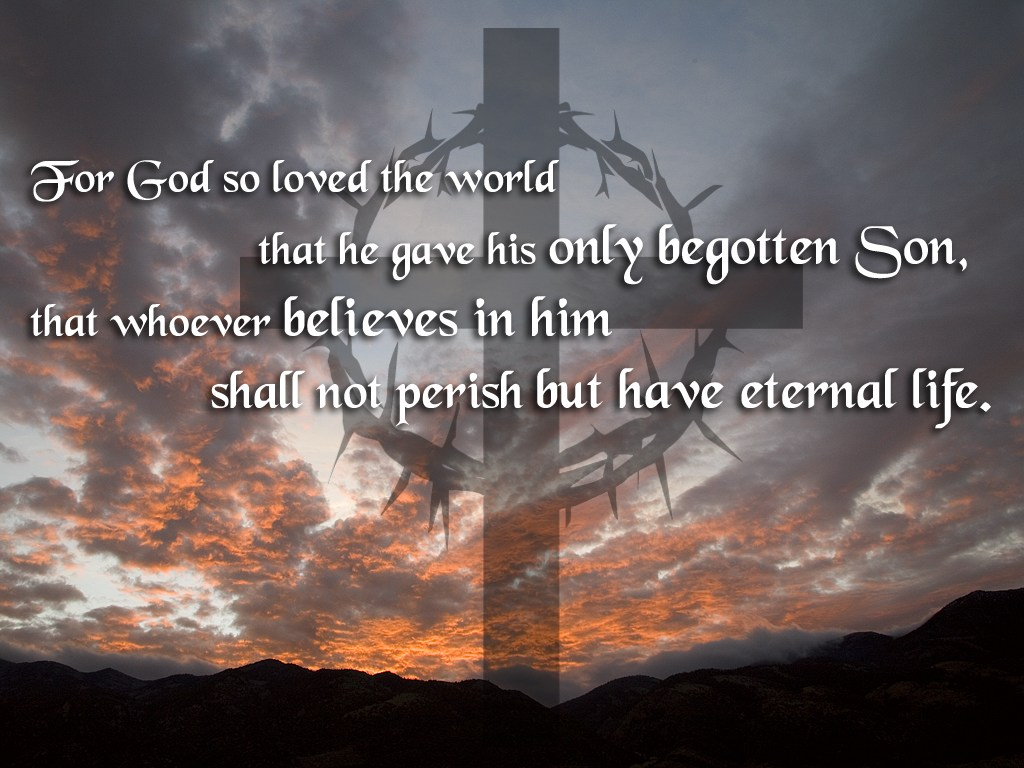 For God so loved the world
that he gave his only begotten Son,
that whoever believes in him
shall not perish but have eternal life.